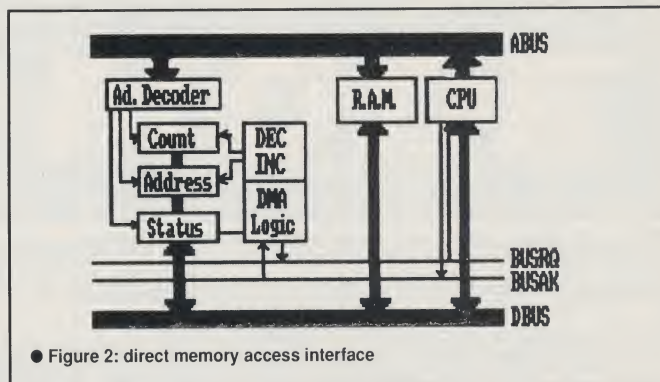 ABUS
Ad. Decoder
R.A.M.
CPU
Count
DEC
INC
Address
DMA
Logic
Status
BUSRQ
BUSAK
DBUS
● Figure 2: direct memory access interface